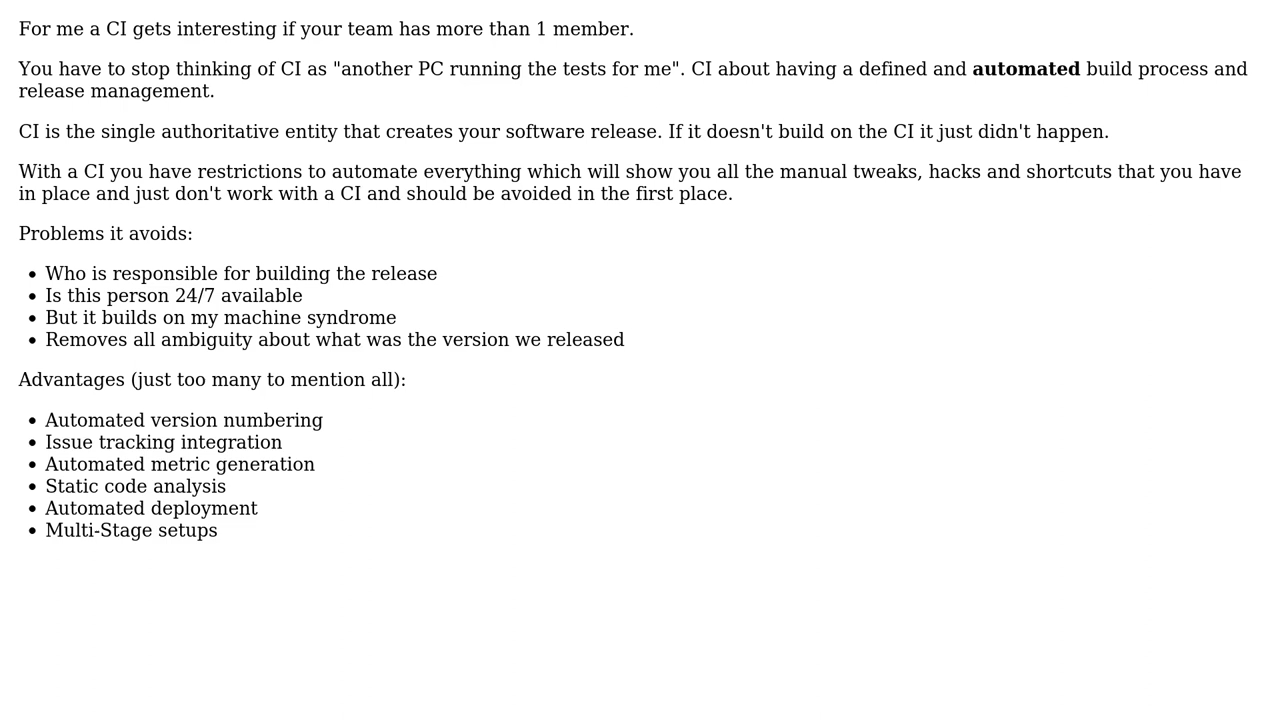 For me a CI gets interesting if your team has more than 1 member.
You have to stop thinking of CI as "another PC running the tests for me". CI about having a defined and automated build process and
release management.
CI is the single authoritative entity that creates your software release. If it doesn't build on the CI it just didn't happen.
With a CI you have restrictions to automate everything which will show you all the manual tweaks, hacks and shortcuts that you have
in place and just don't work with a CI and should be avoided in the first place.
Problems it avoids:
• Who is responsible for building the release
• Is this person 24/7 available
• But it builds on my machine syndrome
• Removes all ambiguity about what was the version we released
Advantages (just too many to mention all):
• Automated version numbering
• Issue tracking integration
• Automated metric generation
• Static code analysis
• Automated deployment
• Multi-Stage setups